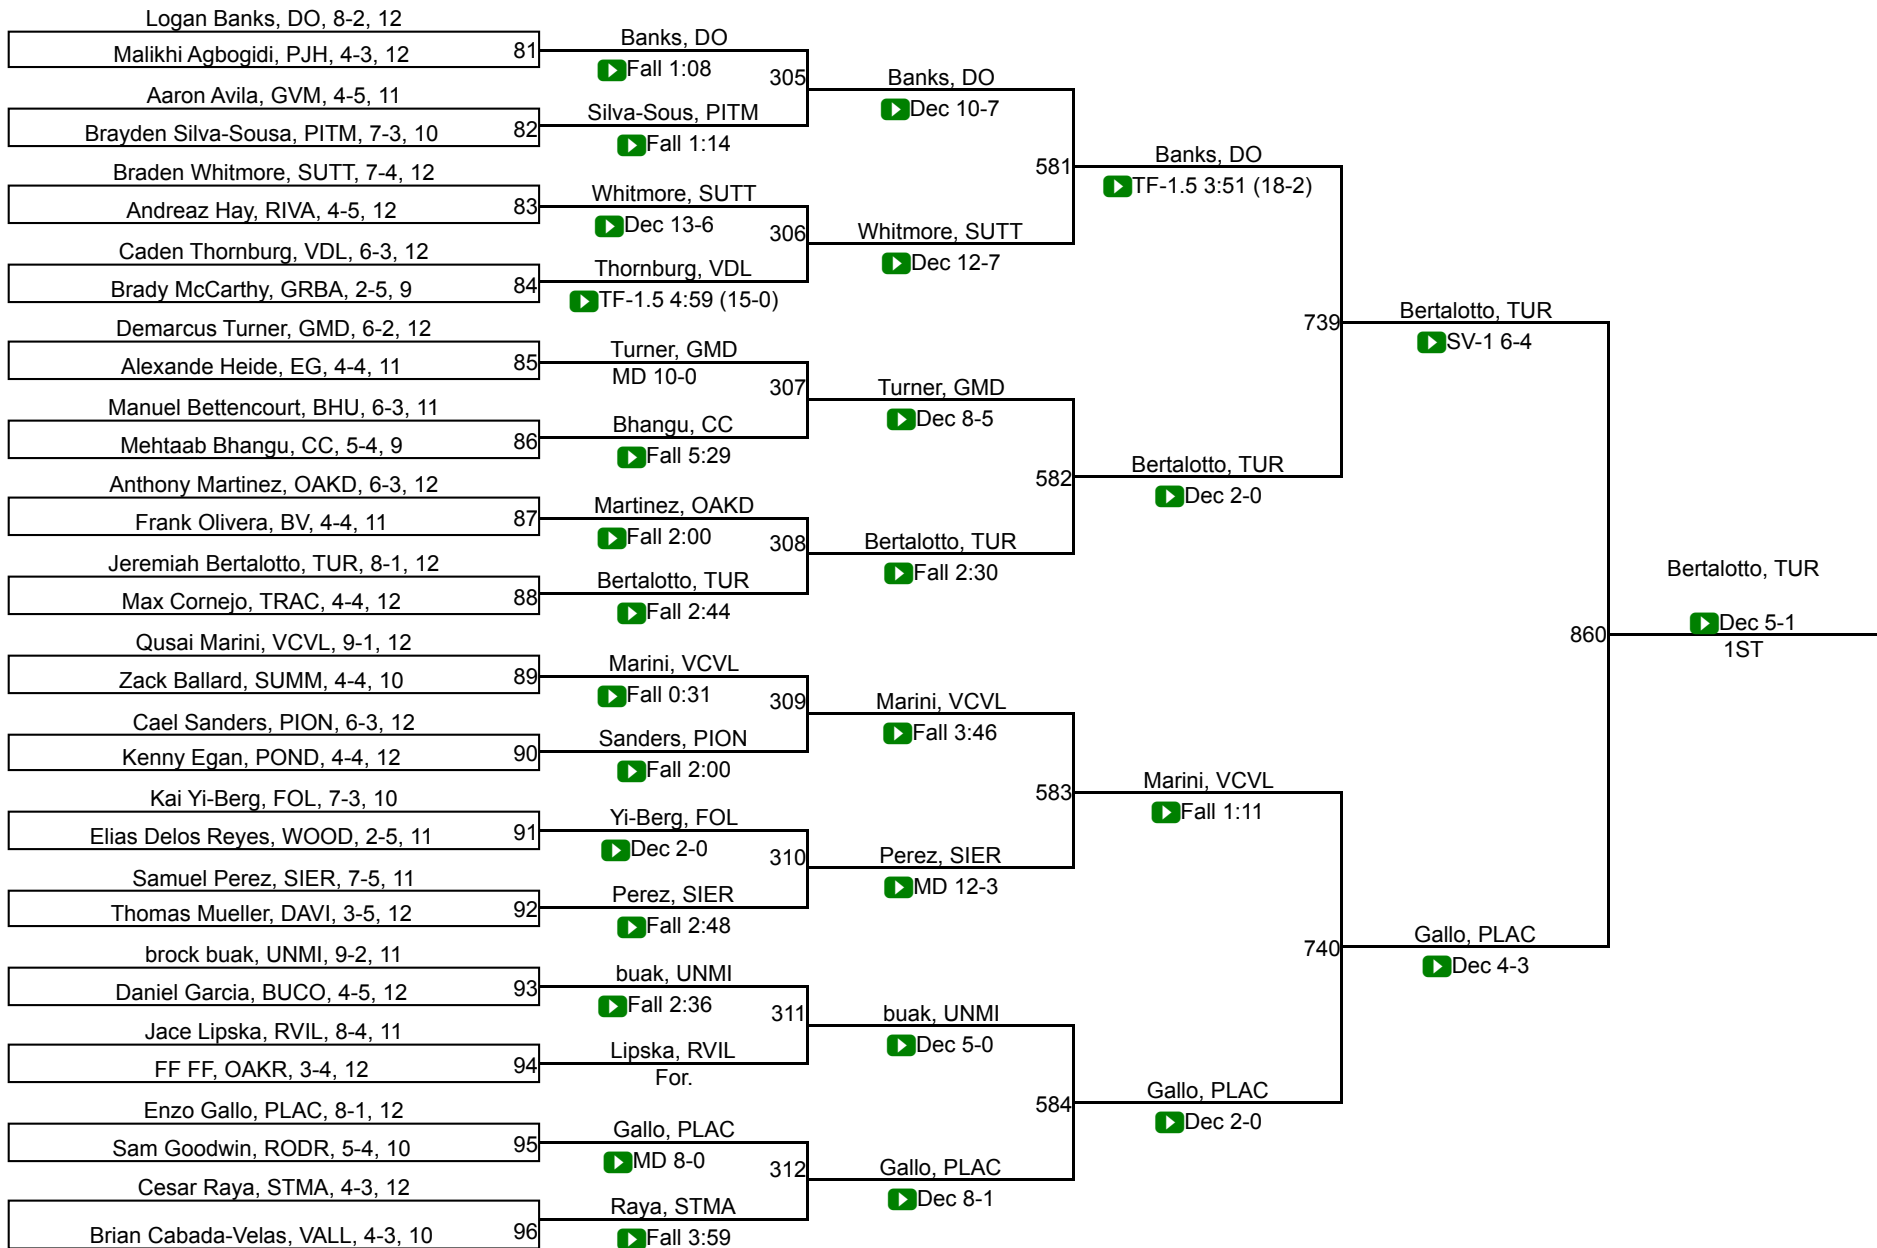 Logan Banks, DO, 8-2, 12
Malikhi Agbogidi, PJH, 4-3, 12
81
Aaron Avila, GVM, 4-5, 11
Brayden Silva-Sousa, PITM, 7-3, 10
82
Braden Whitmore, SUTT, 7-4, 12
Andreaz Hay, RIVA, 4-5, 12
83
Caden Thornburg, VDL, 6-3, 12
Brady McCarthy, GRBA, 2-5, 9
84
Demarcus Turner, GMD, 6-2, 12
Alexande Heide, EG, 4-4, 11
85
Manuel Bettencourt, BHU, 6-3, 11
Mehtaab Bhangu, CC, 5-4, 9
86
Anthony Martinez, OAKD, 6-3, 12
Frank Olivera, BV, 4-4, 11
87
Jeremiah Bertalotto, TUR, 8-1, 12
Max Cornejo, TRAC, 4-4, 12
88
Qusai Marini, VCVL, 9-1, 12
Zack Ballard, SUMM, 4-4, 10
89
Cael Sanders, PION, 6-3, 12
Kenny Egan, POND, 4-4, 12
90
Kai Yi-Berg, FOL, 7-3, 10
Elias Delos Reyes, WOOD, 2-5, 11
91
Samuel Perez, SIER, 7-5, 11
Thomas Mueller, DAVI, 3-5, 12
92
brock buak, UNMI, 9-2, 11
Daniel Garcia, BUCO, 4-5, 12
93
Jace Lipska, RVIL, 8-4, 11
FF FF, OAKR, 3-4, 12
94
Enzo Gallo, PLAC, 8-1, 12
Sam Goodwin, RODR, 5-4, 10
95
Cesar Raya, STMA, 4-3, 12
Brian Cabada-Velas, VALL, 4-3, 10
96
Banks, DO
Fall 1:08
305
Silva-Sous, PITM
Fall 1:14
Whitmore, SUTT
Dec 13-6
306
Thornburg, VDL
TF-1.5 4:59 (15-0)
Turner, GMD
MD 10-0
307
Bhangu, CC
Fall 5:29
Martinez, OAKD
Fall 2:00
308
Bertalotto, TUR
Fall 2:44
Marini, VCVL
Fall 0:31
309
Sanders, PION
Fall 2:00
Yi-Berg, FOL
Dec 2-0
310
Perez, SIER
Fall 2:48
buak, UNMI
Fall 2:36
311
Lipska, RVIL
For.
Gallo, PLAC
MD 8-0
312
Raya, STMA
Fall 3:59
Banks, DO
Dec 10-7
581
Whitmore, SUTT
Dec 12-7
Turner, GMD
Dec 8-5
582
Bertalotto, TUR
Fall 2:30
Marini, VCVL
Fall 3:46
583
Perez, SIER
MD 12-3
buak, UNMI
Dec 5-0
584
Gallo, PLAC
Dec 8-1
Banks, DO
TF-1.5 3:51 (18-2)
739
Bertalotto, TUR
Dec 2-0
Marini, VCVL
Fall 1:11
740
Gallo, PLAC
Dec 2-0
Bertalotto, TUR
SV-1 6-4
860
Gallo, PLAC
Dec 4-3
Bertalotto, TUR
Dec 5-1
1ST